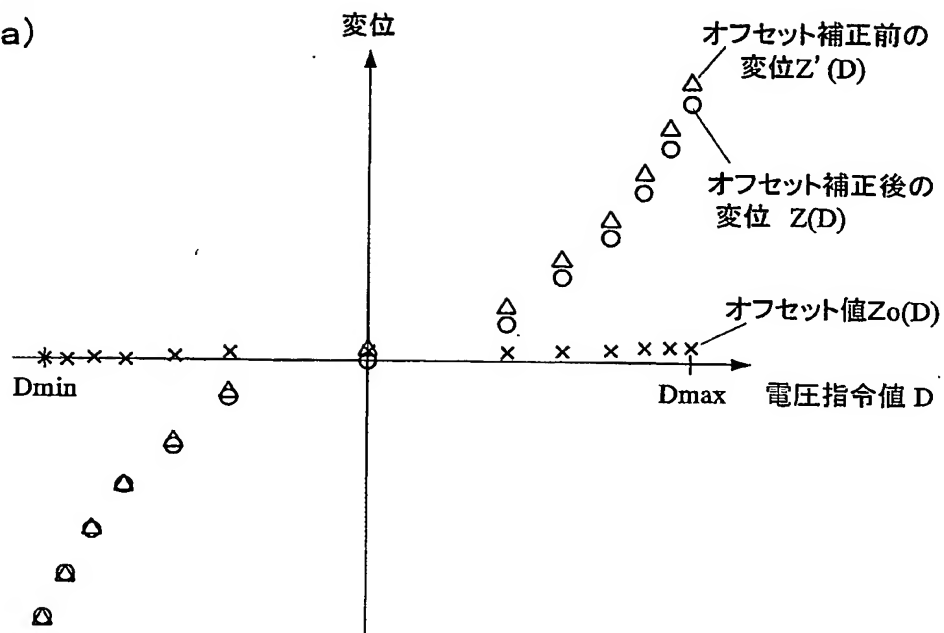 a)
変位
オフセット補正前の
変位Z' (D)
オフセット補正後の
変位 Z(D)
オフセット値Zo(D)
Dmin
Dmax
電圧指令値 D